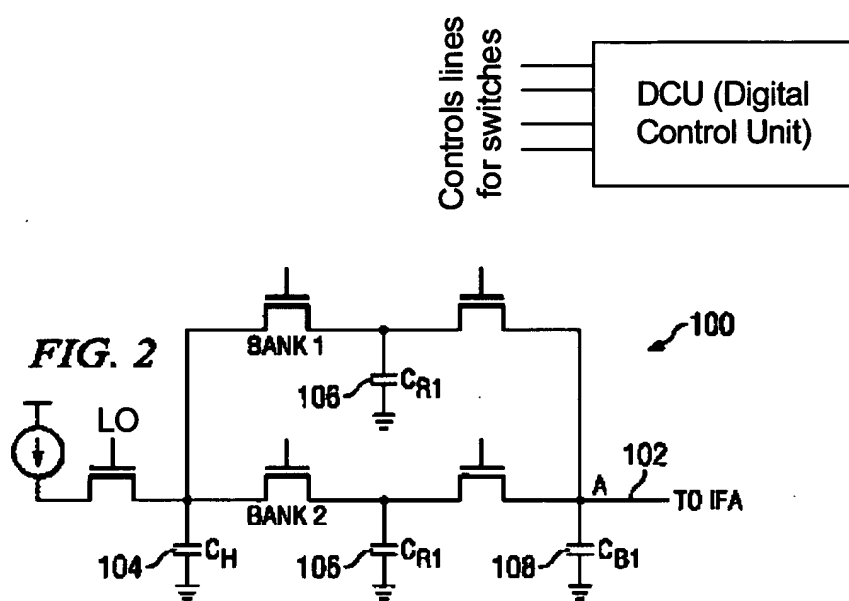 Controls lines
for switches
DCU (Digital
Control Unit)
FIG. 2
BANK 1
100
106
CR1
LO
BANK 2
A
102
TO IFA
104
CH
106
CR1
108
CB1